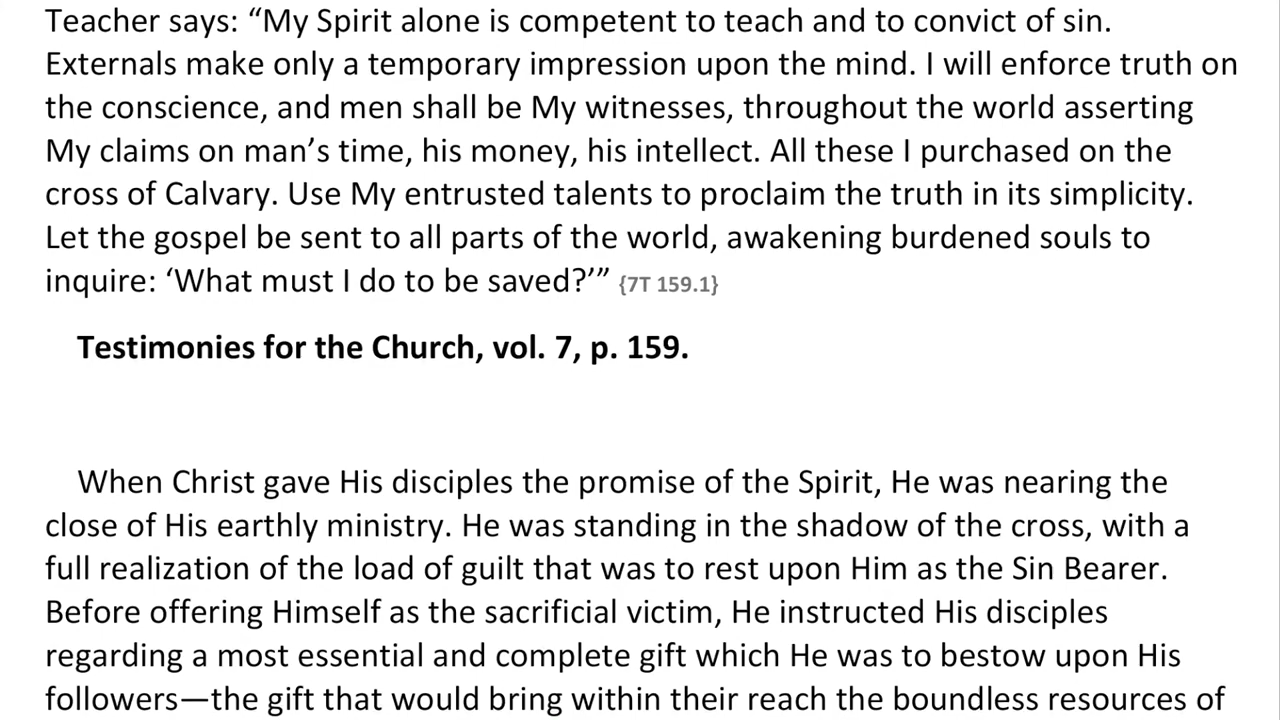 Teacher says: “My Spirit alone is competent to teach and to convict of sin.
Externals make only a temporary impression upon the mind. I will enforce truth on
the conscience, and men shall be My witnesses, throughout the world asserting
My claims on man’s time, his money, his intellect. All these I purchased on the
cross of Calvary. Use My entrusted talents to proclaim the truth in its simplicity.
Let the gospel be sent to all parts of the world, awakening burdened souls to
inquire: ‘What must I do to be saved?’” {7T 159.1}
Testimonies for the Church, vol. 7, p. 159.
When Christ gave His disciples the promise of the Spirit, He was nearing the
close of His earthly ministry. He was standing in the shadow of the cross, with a
full realization of the load of guilt that was to rest upon Him as the Sin Bearer.
Before offering Himself as the sacrificial victim, He instructed His disciples
regarding a most essential and complete gift which He was to bestow upon His
followers—the gift that would bring within their reach the boundless resources of